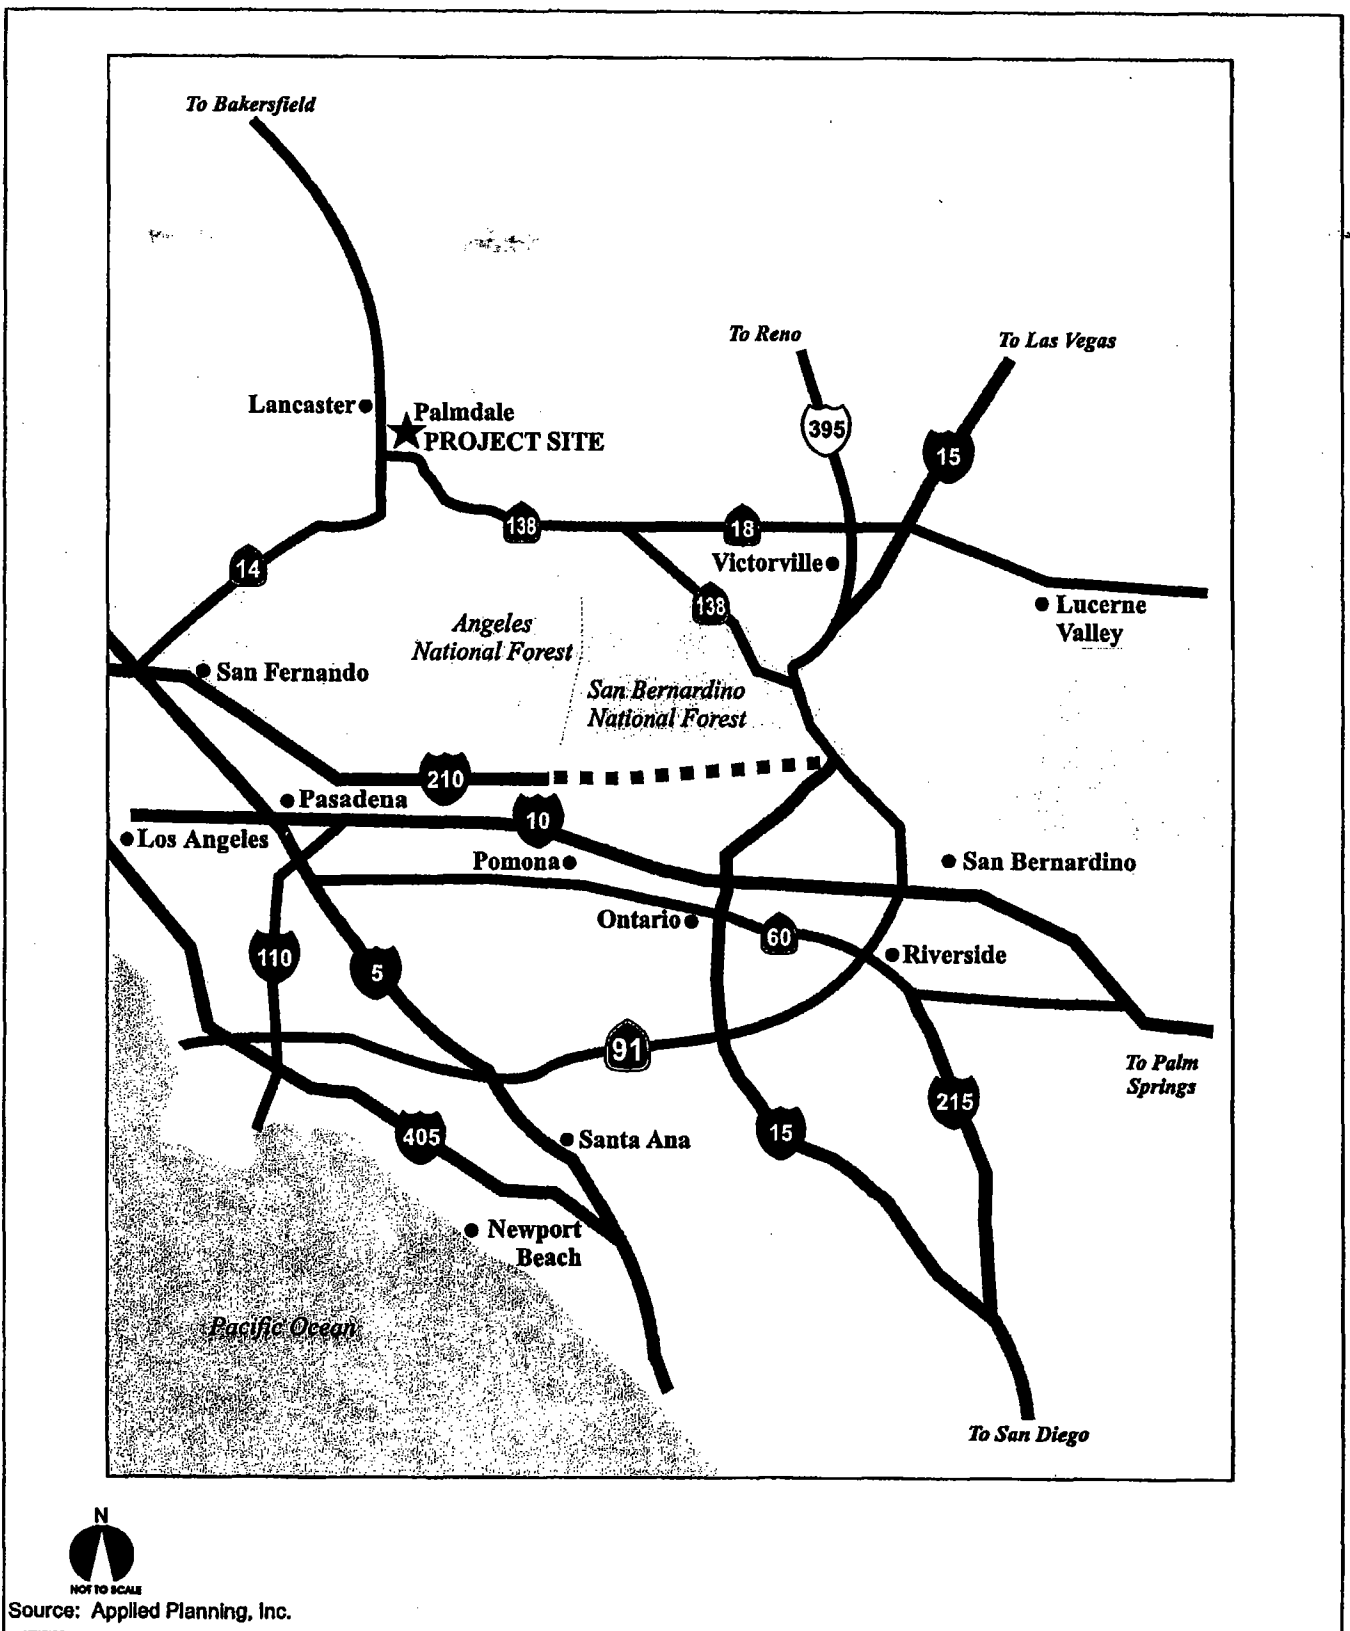 To Bakersfield
To Reno
To Las Vegas
Lancaster
Palmdale
PROJECT SITE
395
15
138
18
Victorville
14
138
Lucerne
Valley
Angeles
National Forest
San Fernando
San Bernardino
National Forest
210
Pasadena
10
Los Angeles
Pomona
San Bernardino
Ontario
60
Riverside
110
5
91
To Palm
Springs
215
405
Santa Ana
15
Newport
Beach
Pacific Ocean
To San Diego
N
NOT TO SCALE
Source: Applied Planning, Inc.